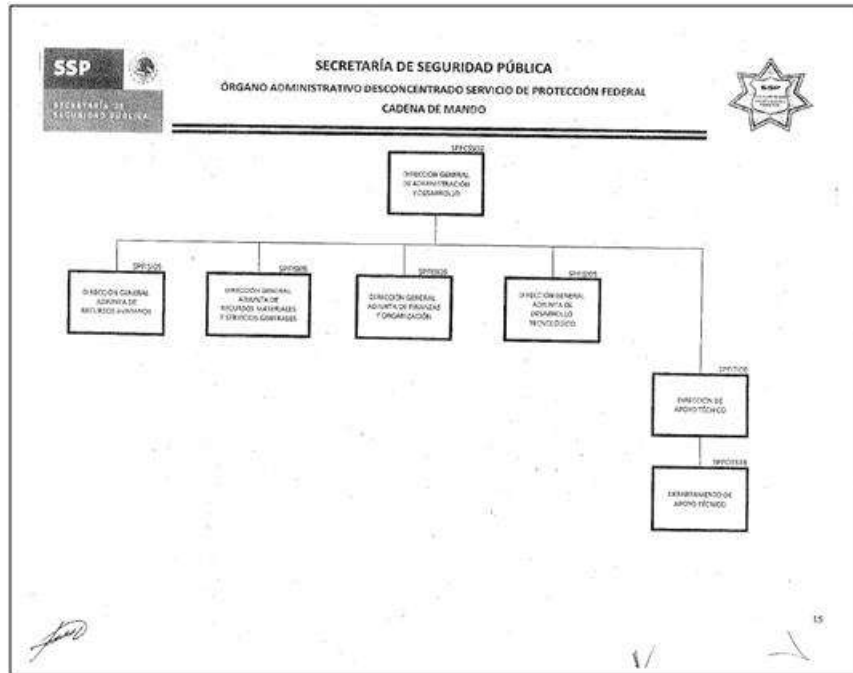 SSP
SECRETARÍA DE
SEGURIDAD PÚBLICA
SECRETARÍA DE SEGURIDAD PÚBLICA
ÓRGANO ADMINISTRATIVO DESCONCENTRADO SERVICIO DE PROTECCIÓN FEDERAL
CADENA DE MANDO
SSP
DIRECCIÓN GENERAL
DE ADMINISTRACIÓN
Y DESARROLLO
DIRECCIÓN GENERAL
ADJUNTA DE
RECURSOS HUMANOS
DIRECCIÓN GENERAL
ADJUNTA DE
RECURSOS MATERIALES
Y SERVICIOS GENERALES
DIRECCIÓN GENERAL
ADJUNTA DE FINANZAS
Y ORGANIZACIÓN
DIRECCIÓN GENERAL
ADJUNTA DE
DESARROLLO
TECNOLÓGICO
DIRECCIÓN DE
APOYO TÉCNICO
DEPARTAMENTO DE
APOYO TÉCNICO
15